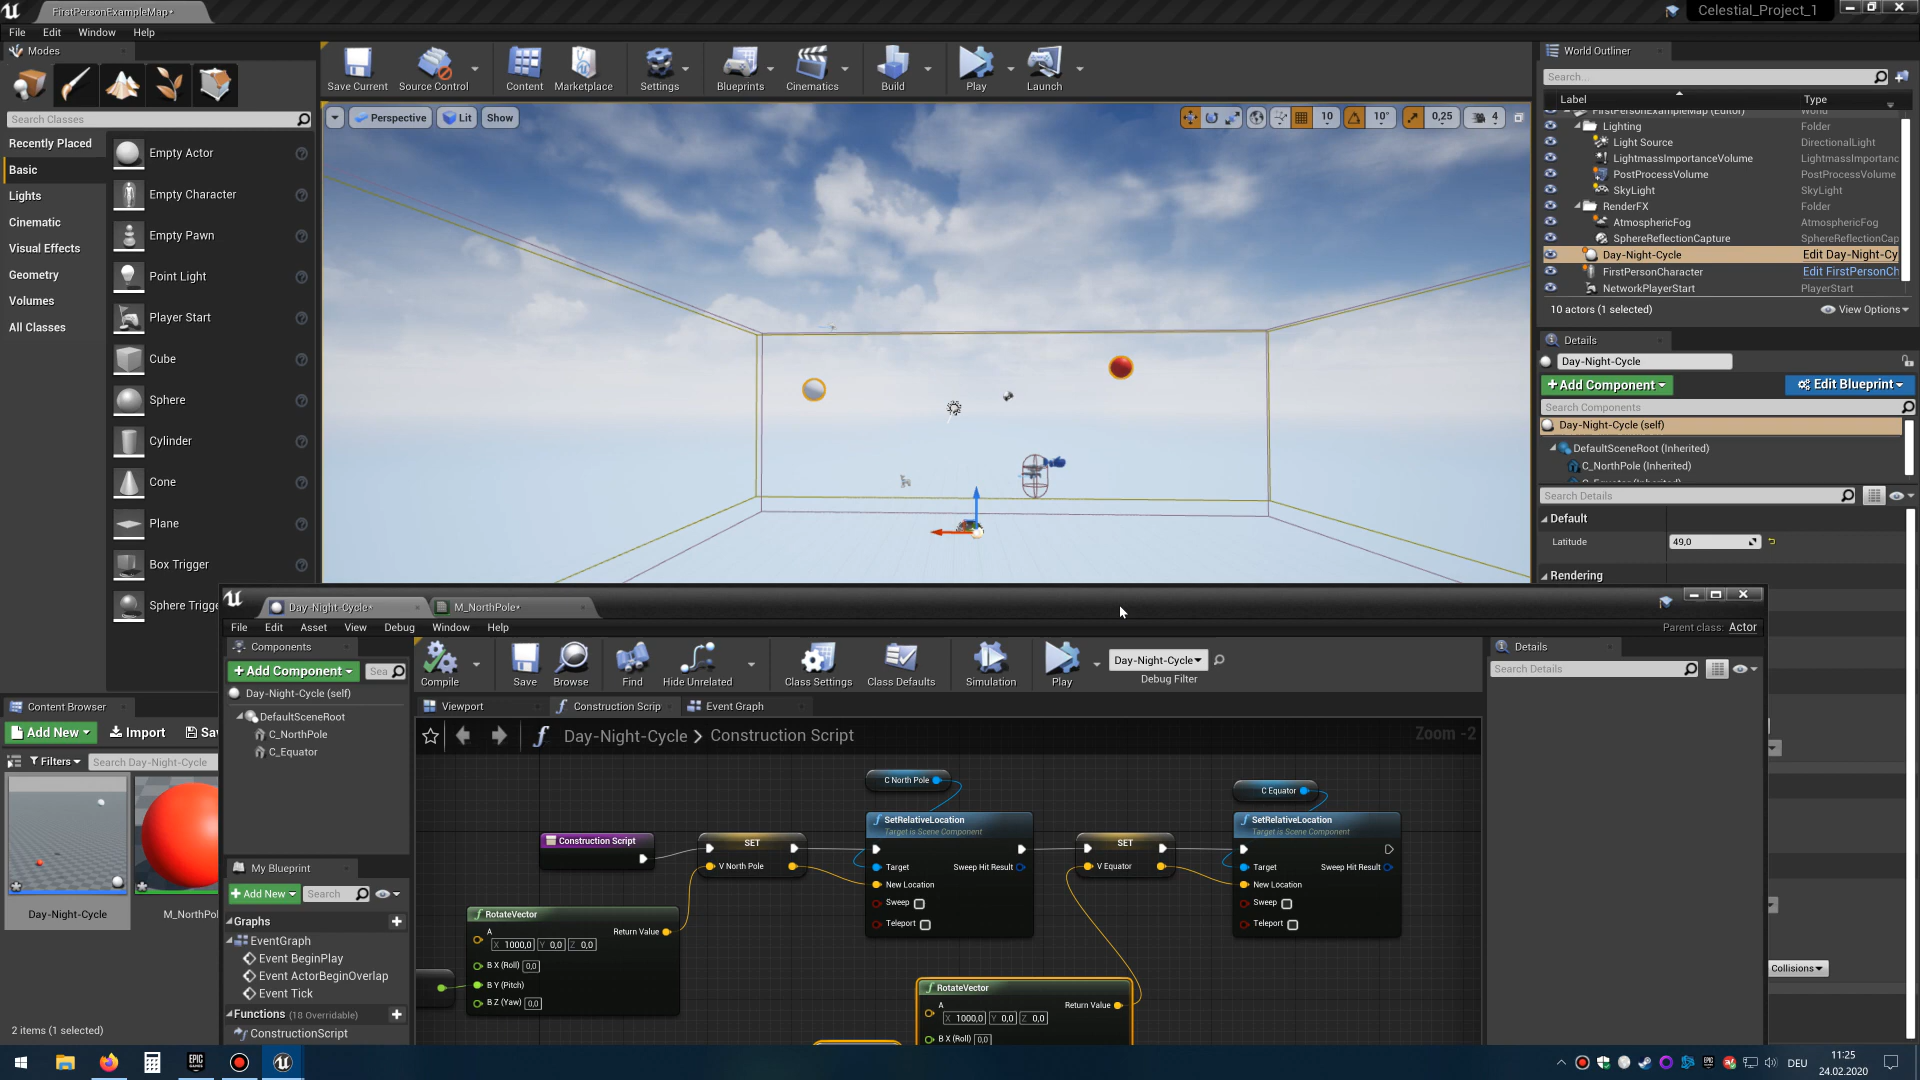 FirstPersonExampleMap*
Celestial_Project_1
File Edit Window Help
Modes
Search Classes
Recently Placed
Basic
Lights
Cinematic
Visual Effects
Geometry
Volumes
All Classes
Empty Actor
Empty Character
Empty Pawn
Point Light
Player Start
Cube
Sphere
Cylinder
Cone
Plane
Box Trigger
Sphere Trigge
Save Current Source Control Content Marketplace Settings Blueprints Cinematics Build Play Launch
Perspective Lit Show
10 10° 0,25 4
World Outliner
Search...
Label Type
FirstPersonExampleMap (Editor) World
Lighting Folder
Light Source DirectionalLight
LightmassImportanceVolume LightmassImportanc
PostProcessVolume PostProcessVolume
SkyLight SkyLight
RenderFX Folder
AtmosphericFog AtmosphericFog
SphereReflectionCapture SphereReflectionCap
Day-Night-Cycle Edit Day-Night-Cy
FirstPersonCharacter Edit FirstPersonCh
NetworkPlayerStart PlayerStart
10 actors (1 selected) View Options
Details
Day-Night-Cycle
+Add Component Edit Blueprint
Search Components
Day-Night-Cycle (self)
DefaultSceneRoot (Inherited)
C_NorthPole (Inherited)
C_Equator (Inherited)
Search Details
Default
Latitude 49,0
Rendering
Collisions
Day-Night-Cycle*
M_NorthPole*
File Edit Asset View Debug Window Help
Parent class: Actor
Components
+Add Component Sea
Day-Night-Cycle (self)
DefaultSceneRoot
C_NorthPole
C_Equator
Compile Save Browse Find Hide Unrelated Class Settings Class Defaults Simulation Play
Day-Night-Cycle
Debug Filter
Viewport Construction Scrip Event Graph
Day-Night-Cycle > Construction Script
Zoom -2
C North Pole
C Equator
Construction Script
SET
V North Pole
SetRelativeLocation
Target is Scene Component
Target Sweep Hit Result
New Location
Sweep
Teleport
SET
V Equator
SetRelativeLocation
Target is Scene Component
Target Sweep Hit Result
New Location
Sweep
Teleport
RotateVector
A Return Value
X 1000,0 Y 0,0 Z 0,0
B X (Roll) 0,0
B Y (Pitch)
B Z (Yaw) 0,0
RotateVector
A Return Value
X 1000,0 Y 0,0 Z 0,0
B X (Roll) 0,0
Details
Search Details
My Blueprint
+Add New Search
Graphs
EventGraph
Event BeginPlay
Event ActorBeginOverlap
Event Tick
Functions (18 Overridable)
ConstructionScript
Content Browser
Add New Import Sav
Filters Search Day-Night-Cycle
Day-Night-Cycle
M_NorthPol
2 items (1 selected)
EPIC GAMES
DEU
11:25
24.02.2020